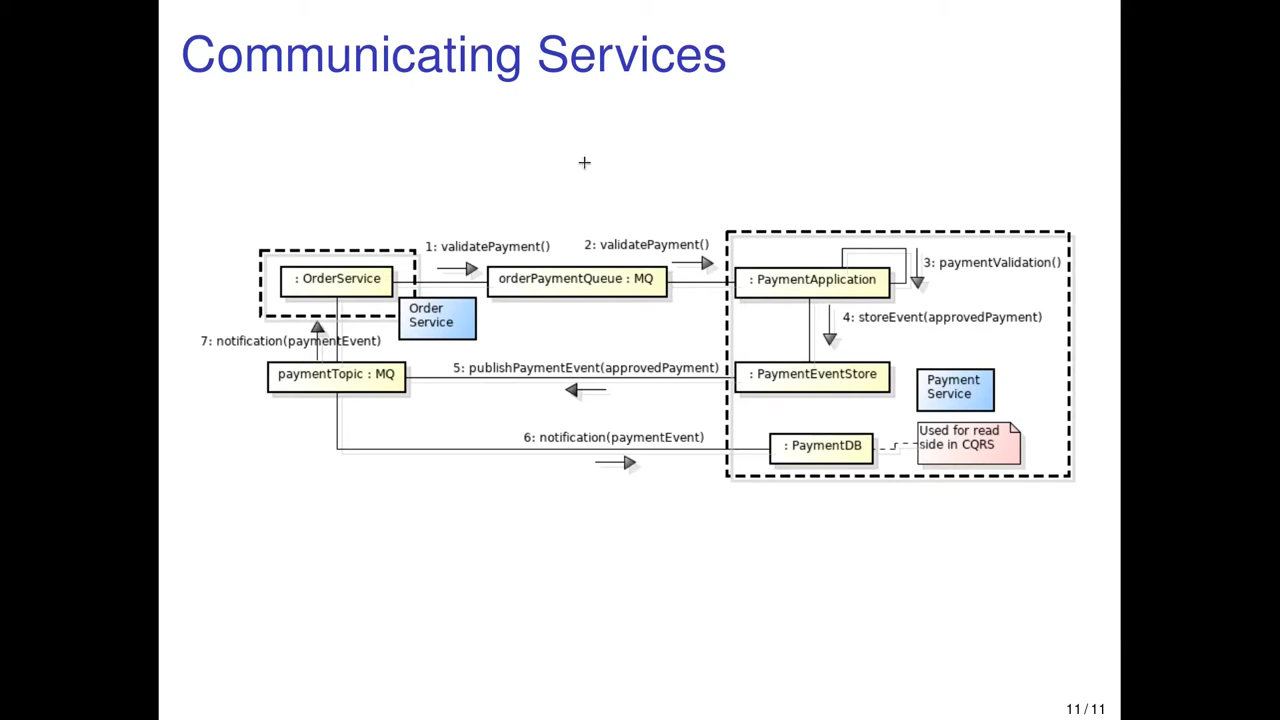 Communicating Services
1: validatePayment()
2: validatePayment()
: OrderService
orderPaymentQueue : MQ
: PaymentApplication
3: paymentValidation()
Order
Service
4: storeEvent(approvedPayment)
7: notification(paymentEvent)
paymentTopic : MQ
5: publishPaymentEvent(approvedPayment)
: PaymentEventStore
Payment
Service
6: notification(paymentEvent)
: PaymentDB
Used for read
side in CQRS
11 / 11